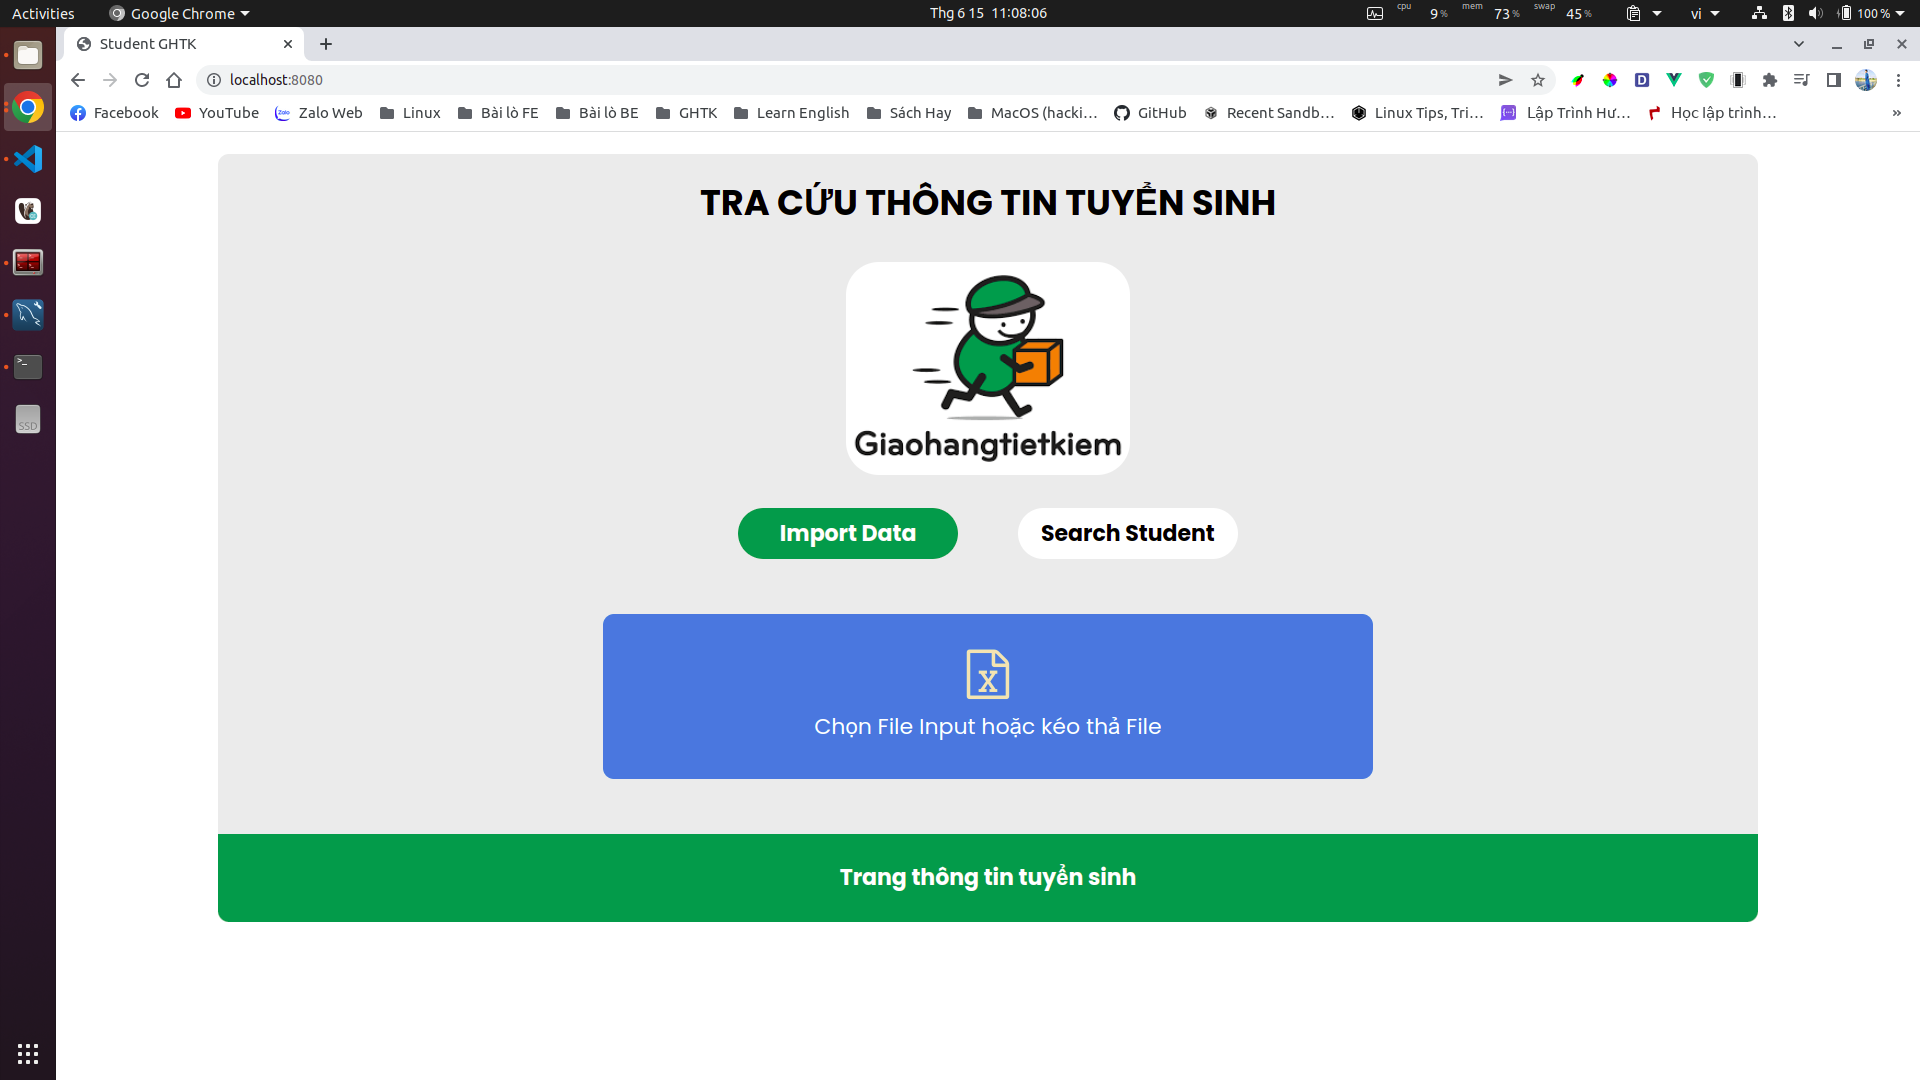 Activities
Google Chrome
Thg 6 15 11:08:06
cpu 9 % mem 73 % swap 45 %
vi
100 %
Student GHTK
localhost:8080
Facebook
YouTube
Zalo Web
Linux
Bài lò FE
Bài lò BE
GHTK
Learn English
Sách Hay
MacOS (hacki...
GitHub
Recent Sandb...
Linux Tips, Tri...
Lập Trình Hư...
Học lập trình...
»
TRA CỨU THÔNG TIN TUYỂN SINH
Giaohangtietkiem
Import Data
Search Student
X
Chọn File Input hoặc kéo thả File
Trang thông tin tuyển sinh
SSD